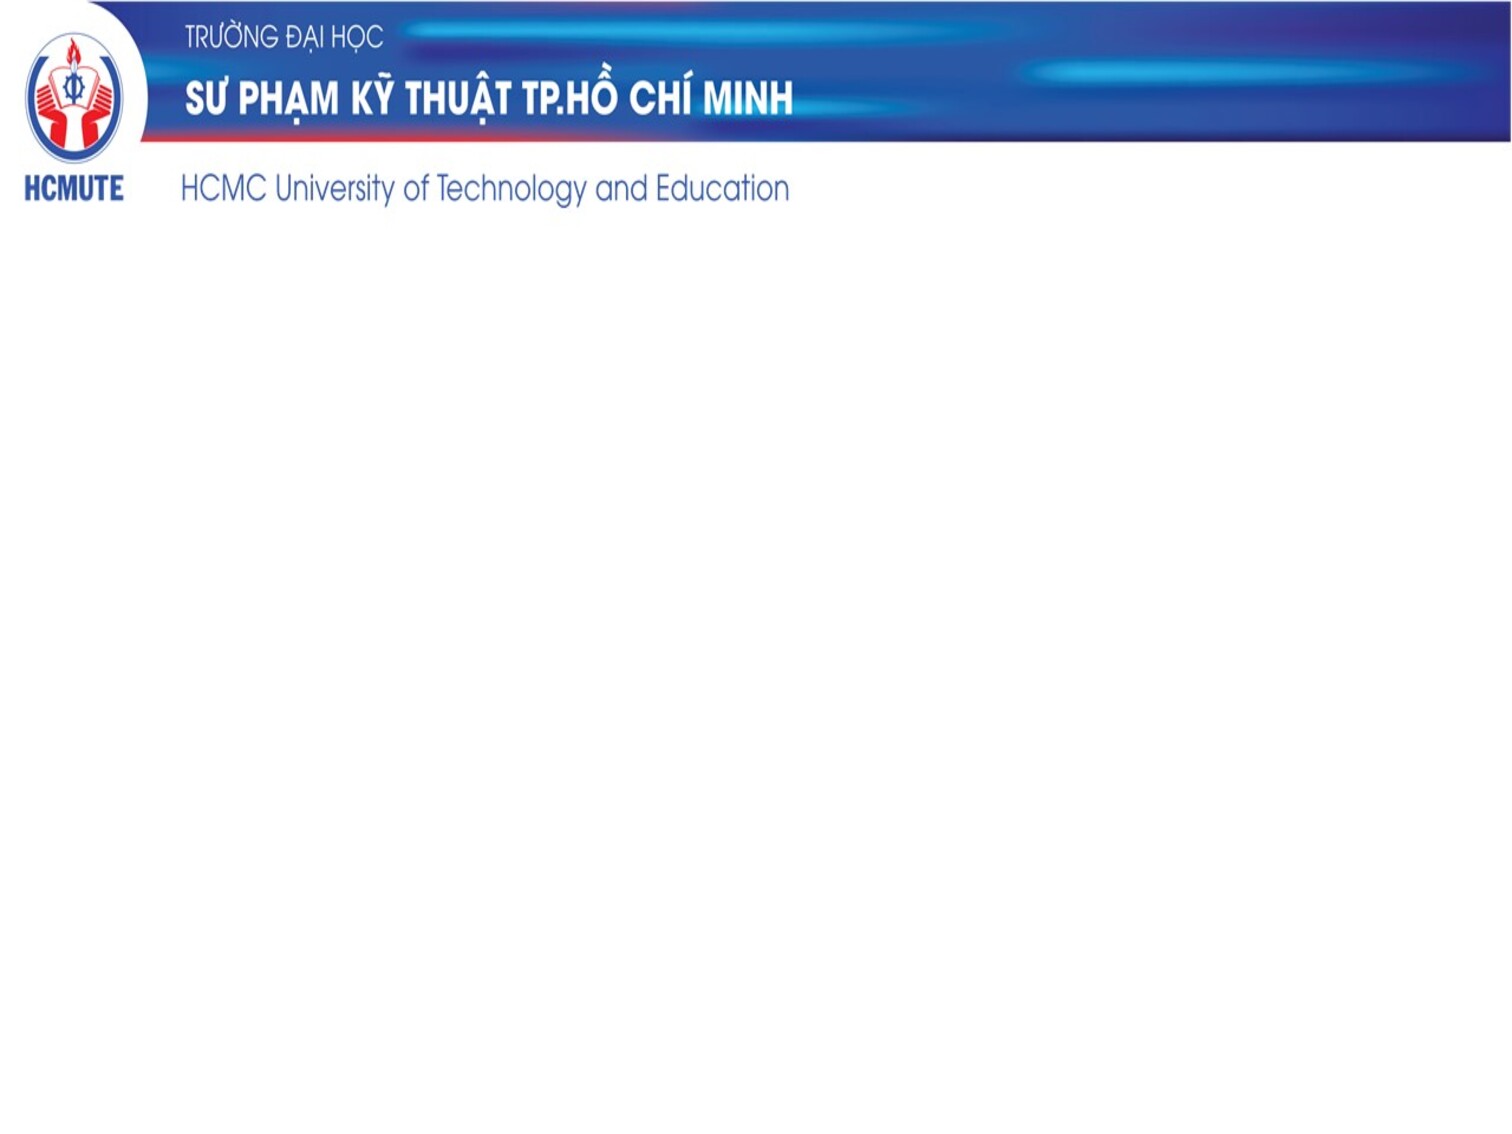 TRƯỜNG ĐẠI HỌC
SƯ PHẠM KỸ THUẬT TP.HỒ CHÍ MINH
HCMUTE
HCMC University of Technology and Education